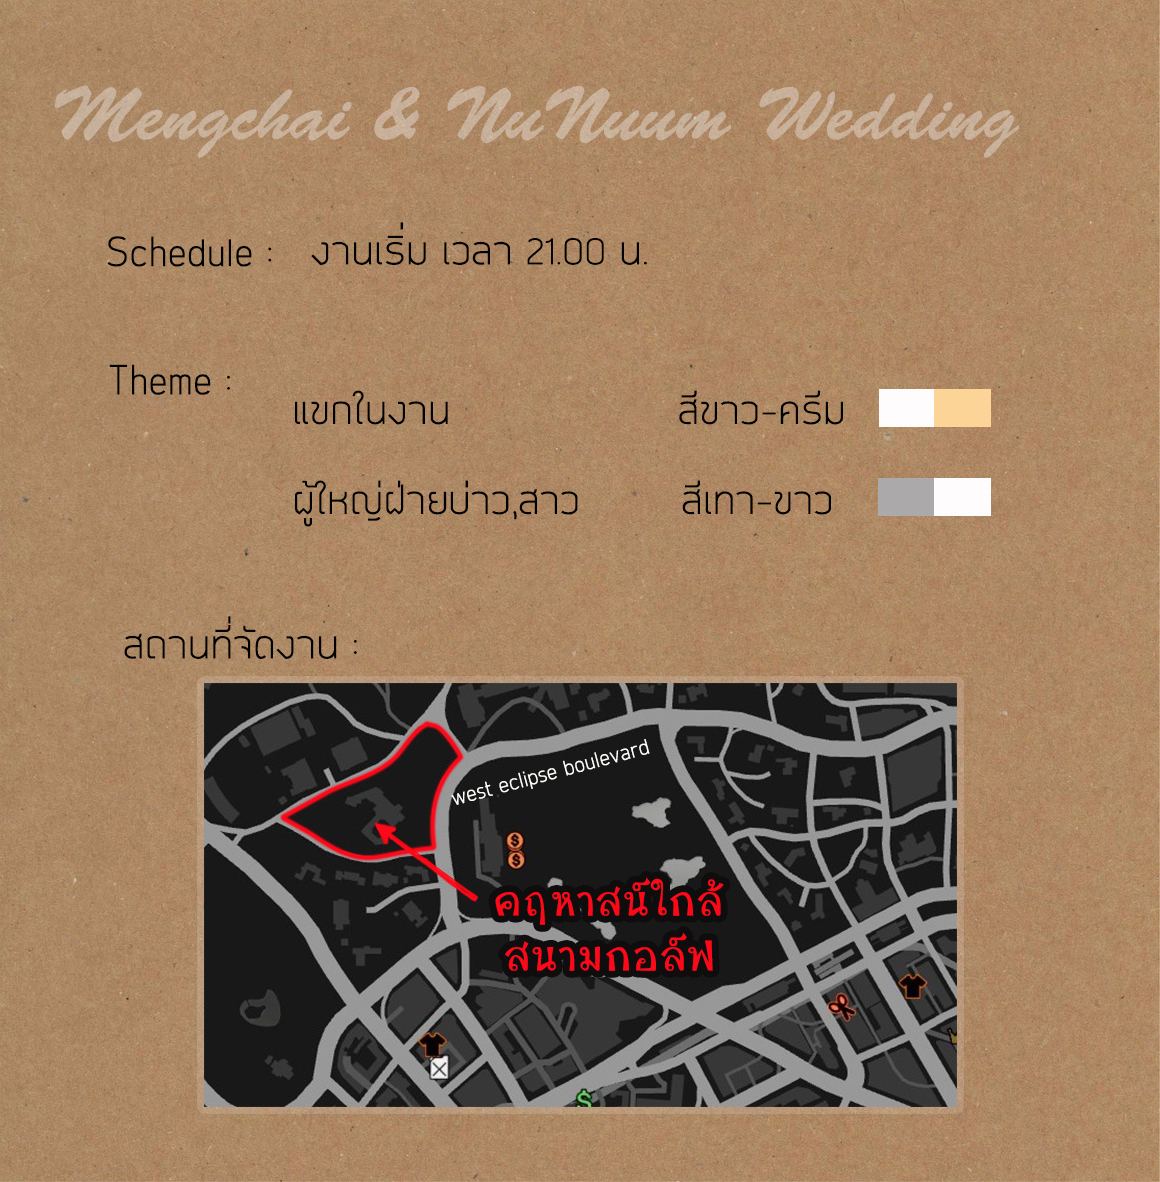 Mengchai & NuNuum Wedding
Schedule : งานเริ่ม เวลา 21.00 น.
Theme :
แขกในงาน สีขาว-ครีม
ผู้ใหญ่ฝ่ายบ่าว,สาว สีเทา-ขาว
สถานที่จัดงาน :
west eclipse boulevard
คฤหาสน์ใกล้
สนามกอล์ฟ